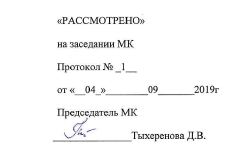 «РАССМОТРЕНО»
на заседании МК
Протокол № _1__
от «__04_»________09_______2019г
Председатель МК
_______________Тыхеренова Д.В.